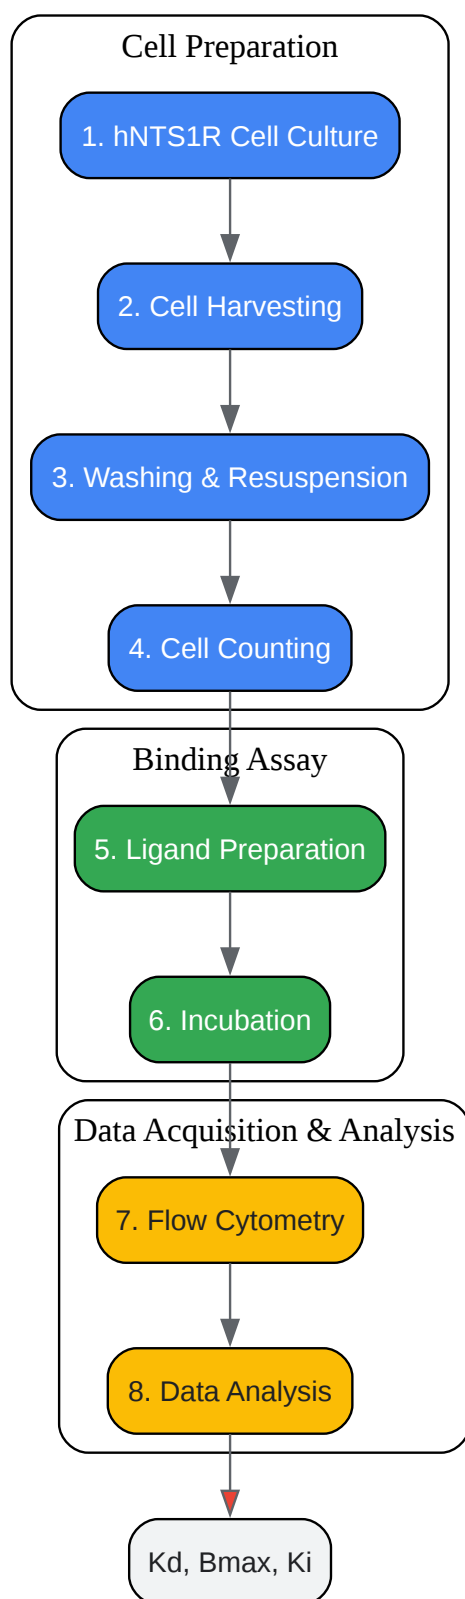 Cell Preparation
1. hNTS1R Cell Culture
2. Cell Harvesting
3. Washing & Resuspension
4. Cell Counting
Binding Assay
5. Ligand Preparation
6. Incubation
Data Acquisition & Analysis
7. Flow Cytometry
8. Data Analysis
Kd, Bmax, Ki